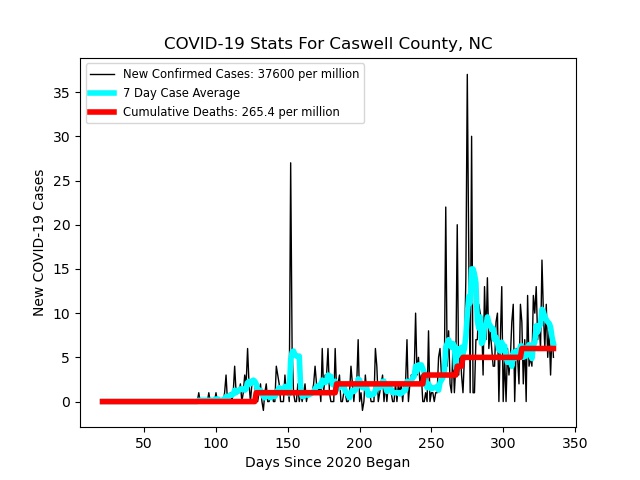 COVID-19 Stats For Caswell County, NC
New Confirmed Cases: 37600 per million
7 Day Case Average
Cumulative Deaths: 265.4 per million
New COVID-19 Cases
35
30
25
20
15
10
5
0
50 100 150 200 250 300 350
Days Since 2020 Began